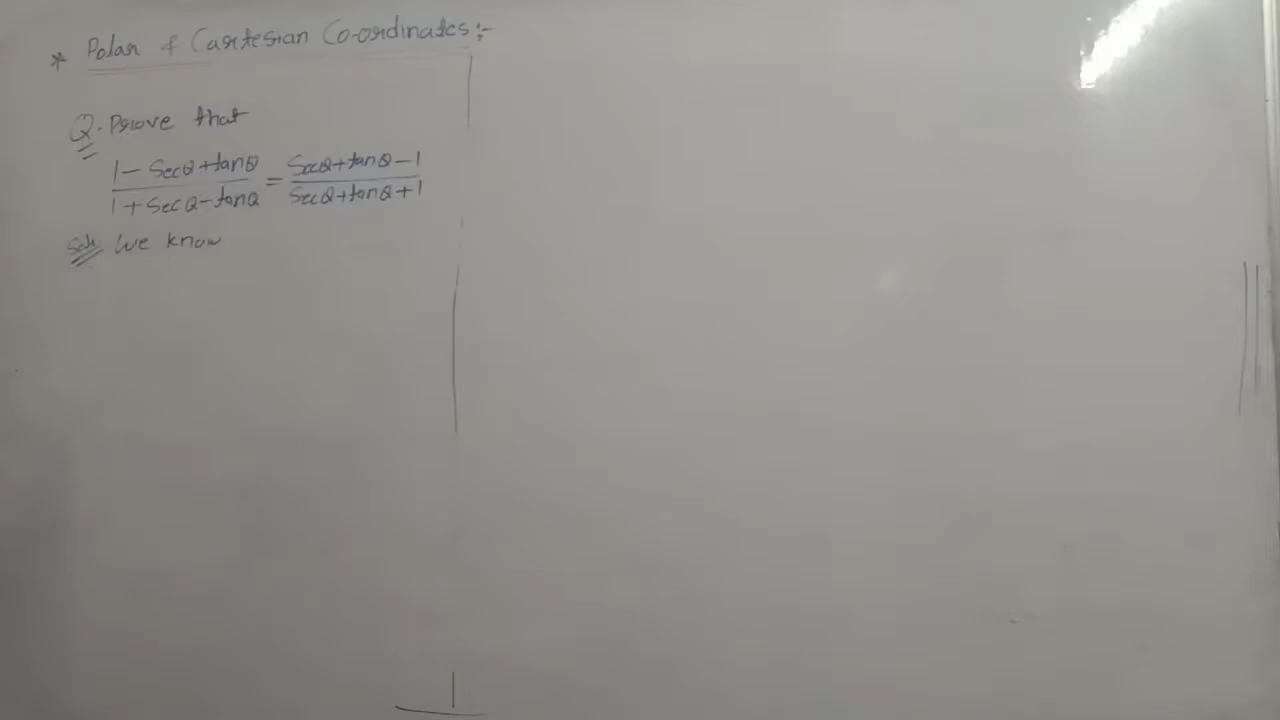 * Polar & Cartesian Co-ordinates:-
Q. Prove that
1 - Secθ + tanθ / 1 + Secθ - tanθ = Secθ + tanθ - 1 / Secθ + tanθ + 1
Sol: We know